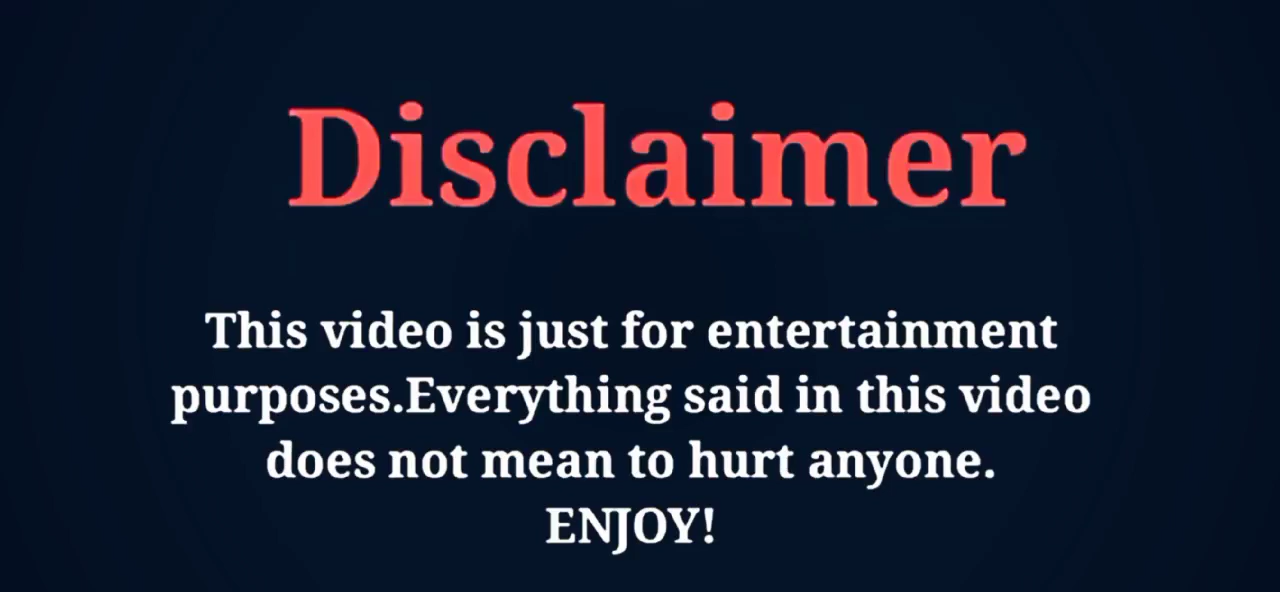 Disclaimer
This video is just for entertainment
purposes.Everything said in this video
does not mean to hurt anyone.
ENJOY!